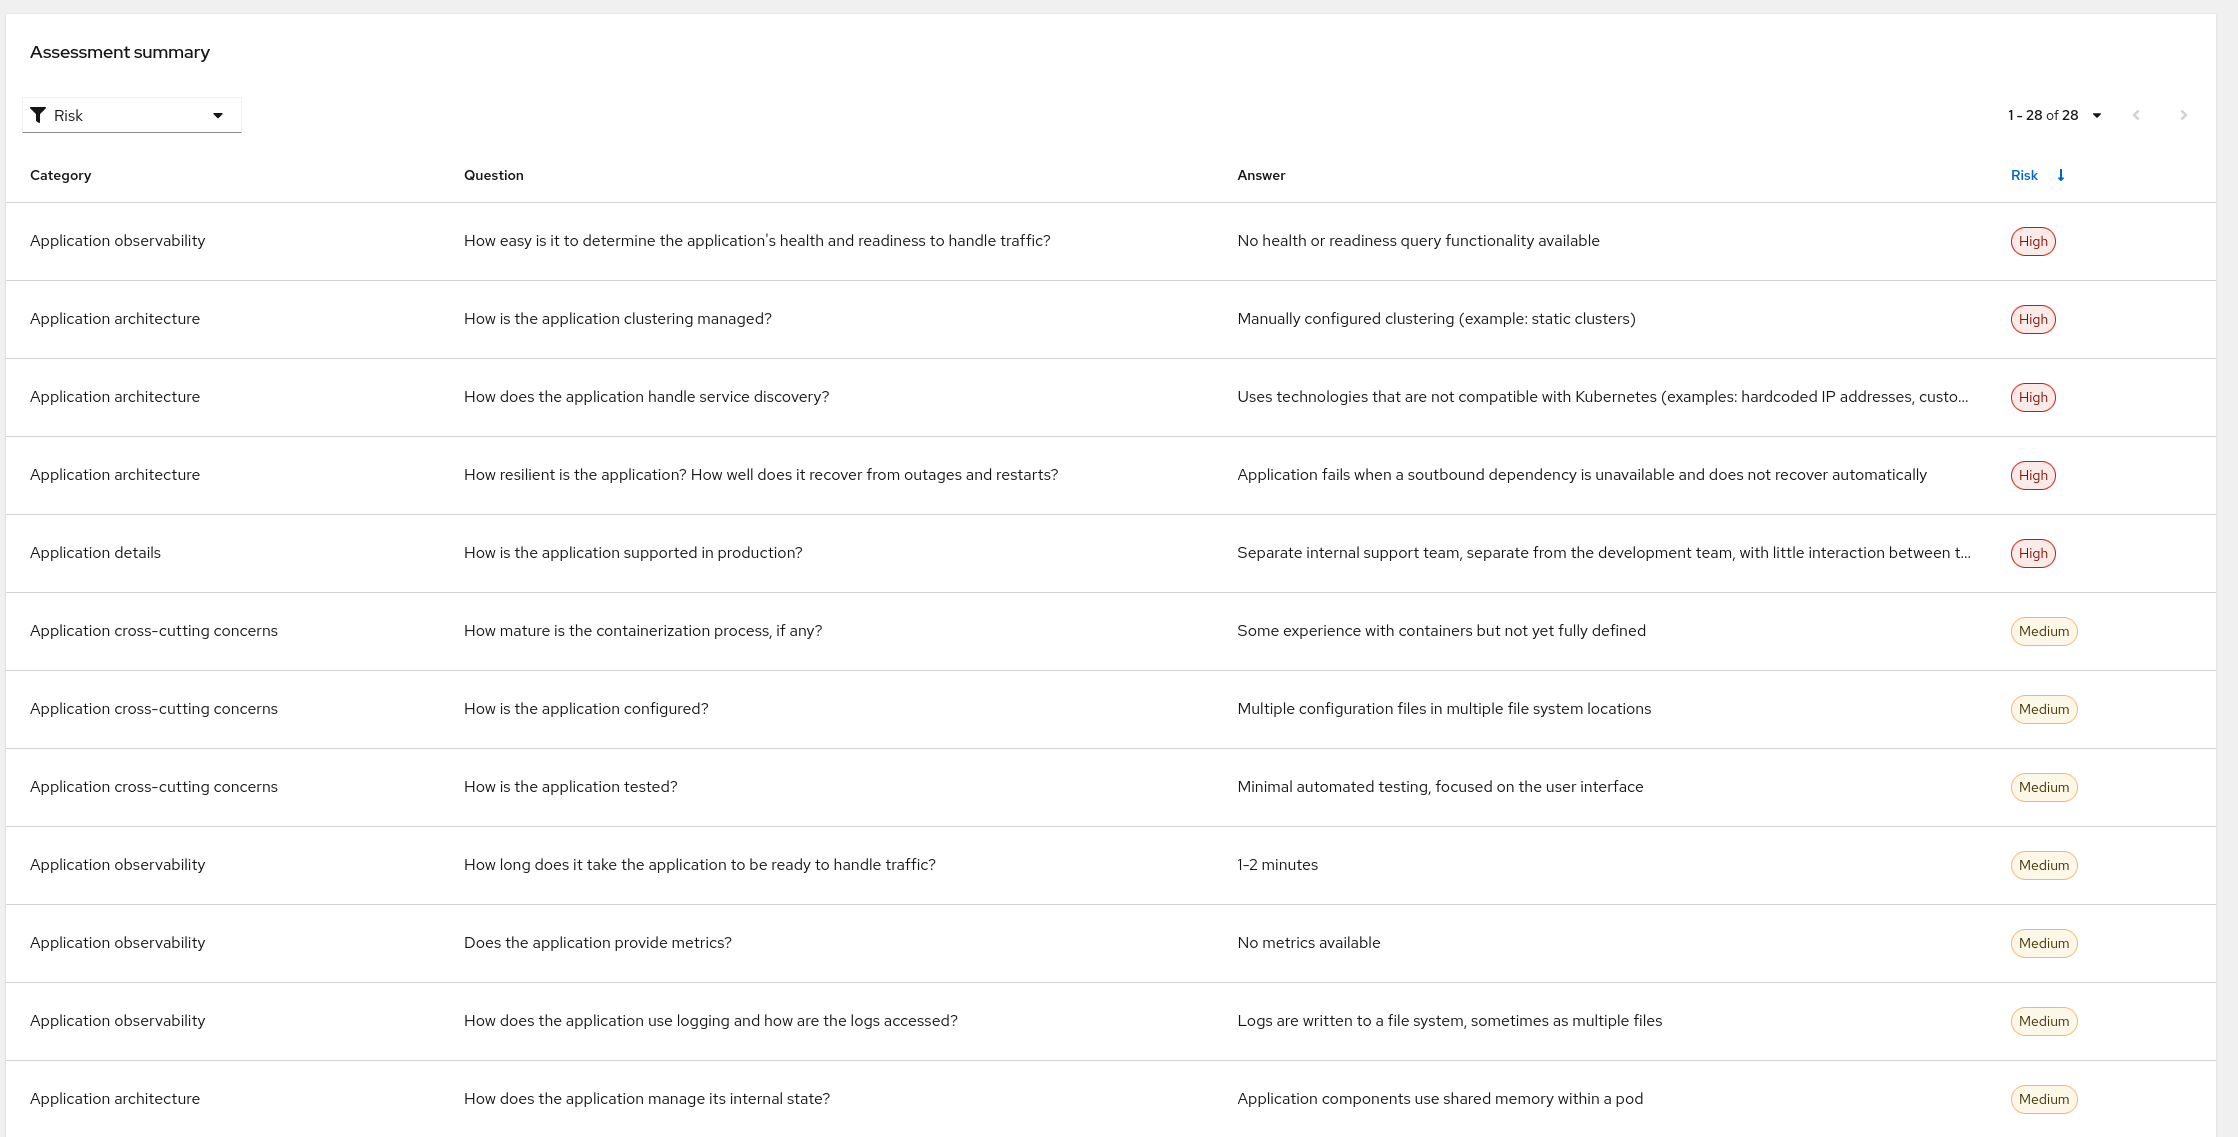 Assessment summary
Risk
1 - 28 of 28
Category Question Answer Risk
Application observability How easy is it to determine the application's health and readiness to handle traffic? No health or readiness query functionality available High
Application architecture How is the application clustering managed? Manually configured clustering (example: static clusters) High
Application architecture How does the application handle service discovery? Uses technologies that are not compatible with Kubernetes (examples: hardcoded IP addresses, custo... High
Application architecture How resilient is the application? How well does it recover from outages and restarts? Application fails when a soutbound dependency is unavailable and does not recover automatically High
Application details How is the application supported in production? Separate internal support team, separate from the development team, with little interaction between t... High
Application cross-cutting concerns How mature is the containerization process, if any? Some experience with containers but not yet fully defined Medium
Application cross-cutting concerns How is the application configured? Multiple configuration files in multiple file system locations Medium
Application cross-cutting concerns How is the application tested? Minimal automated testing, focused on the user interface Medium
Application observability How long does it take the application to be ready to handle traffic? 1-2 minutes Medium
Application observability Does the application provide metrics? No metrics available Medium
Application observability How does the application use logging and how are the logs accessed? Logs are written to a file system, sometimes as multiple files Medium
Application architecture How does the application manage its internal state? Application components use shared memory within a pod Medium